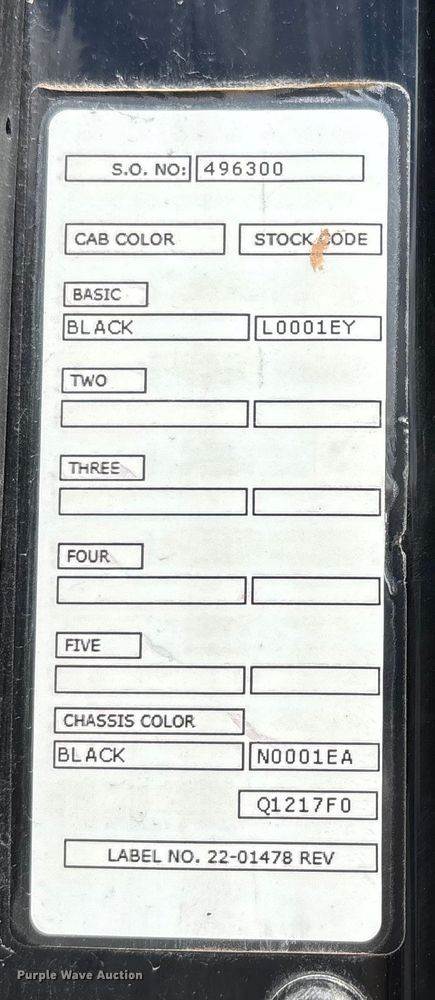 S.O. NO: 496300
CAB COLOR STOCK CODE
BASIC
BLACK L0001EY
TWO
THREE
FOUR
FIVE
CHASSIS COLOR
BLACK N0001EA
Q1217F0
LABEL NO. 22-01478 REV
Purple Wave Auction